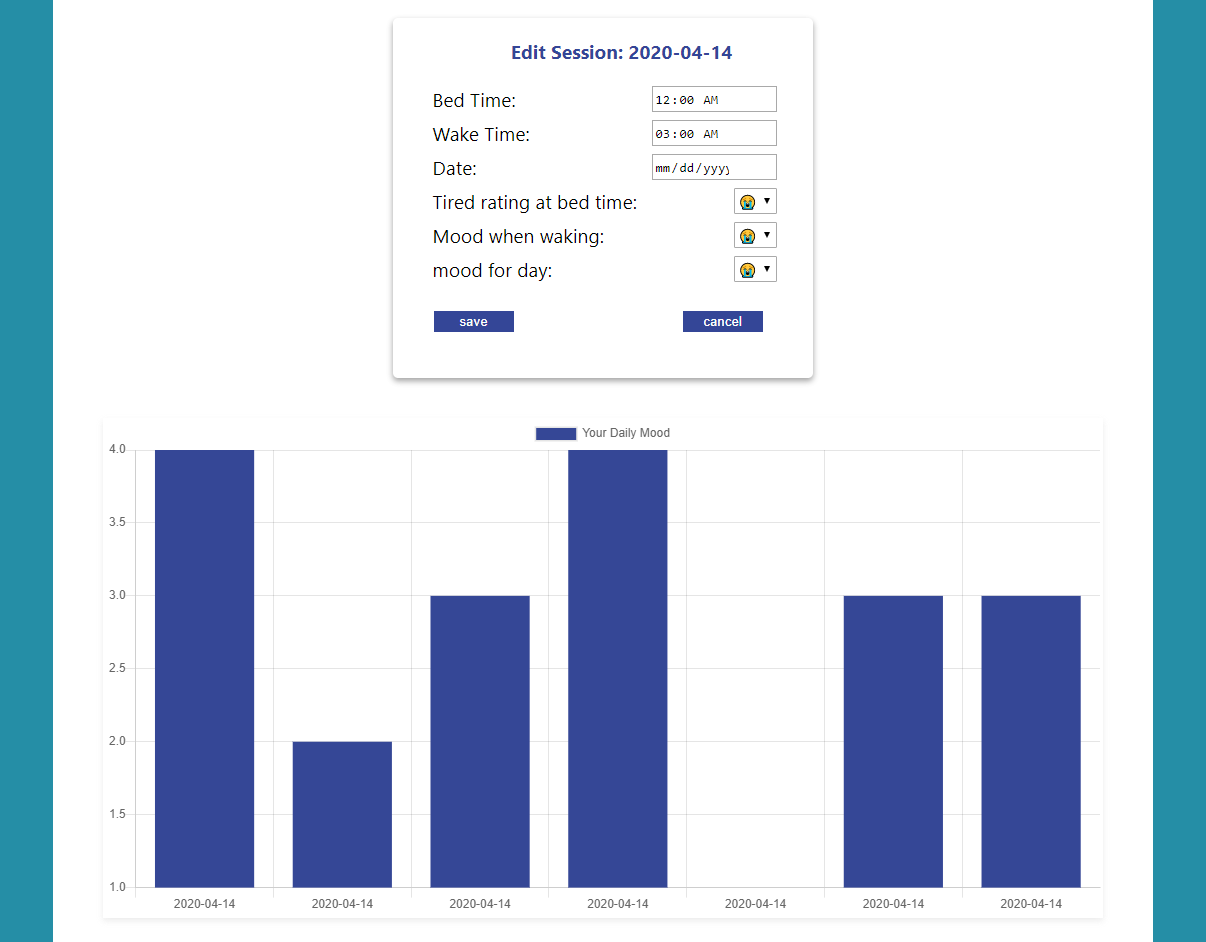 Edit Session: 2020-04-14
Bed Time: 12:00 AM
Wake Time: 03:00 AM
Date: mm/dd/yyyy
Tired rating at bed time: 😭 ▼
Mood when waking: 😭 ▼
mood for day: 😭 ▼
save cancel
Your Daily Mood
4.0
3.5
3.0
2.5
2.0
1.5
1.0
2020-04-14 2020-04-14 2020-04-14 2020-04-14 2020-04-14 2020-04-14 2020-04-14